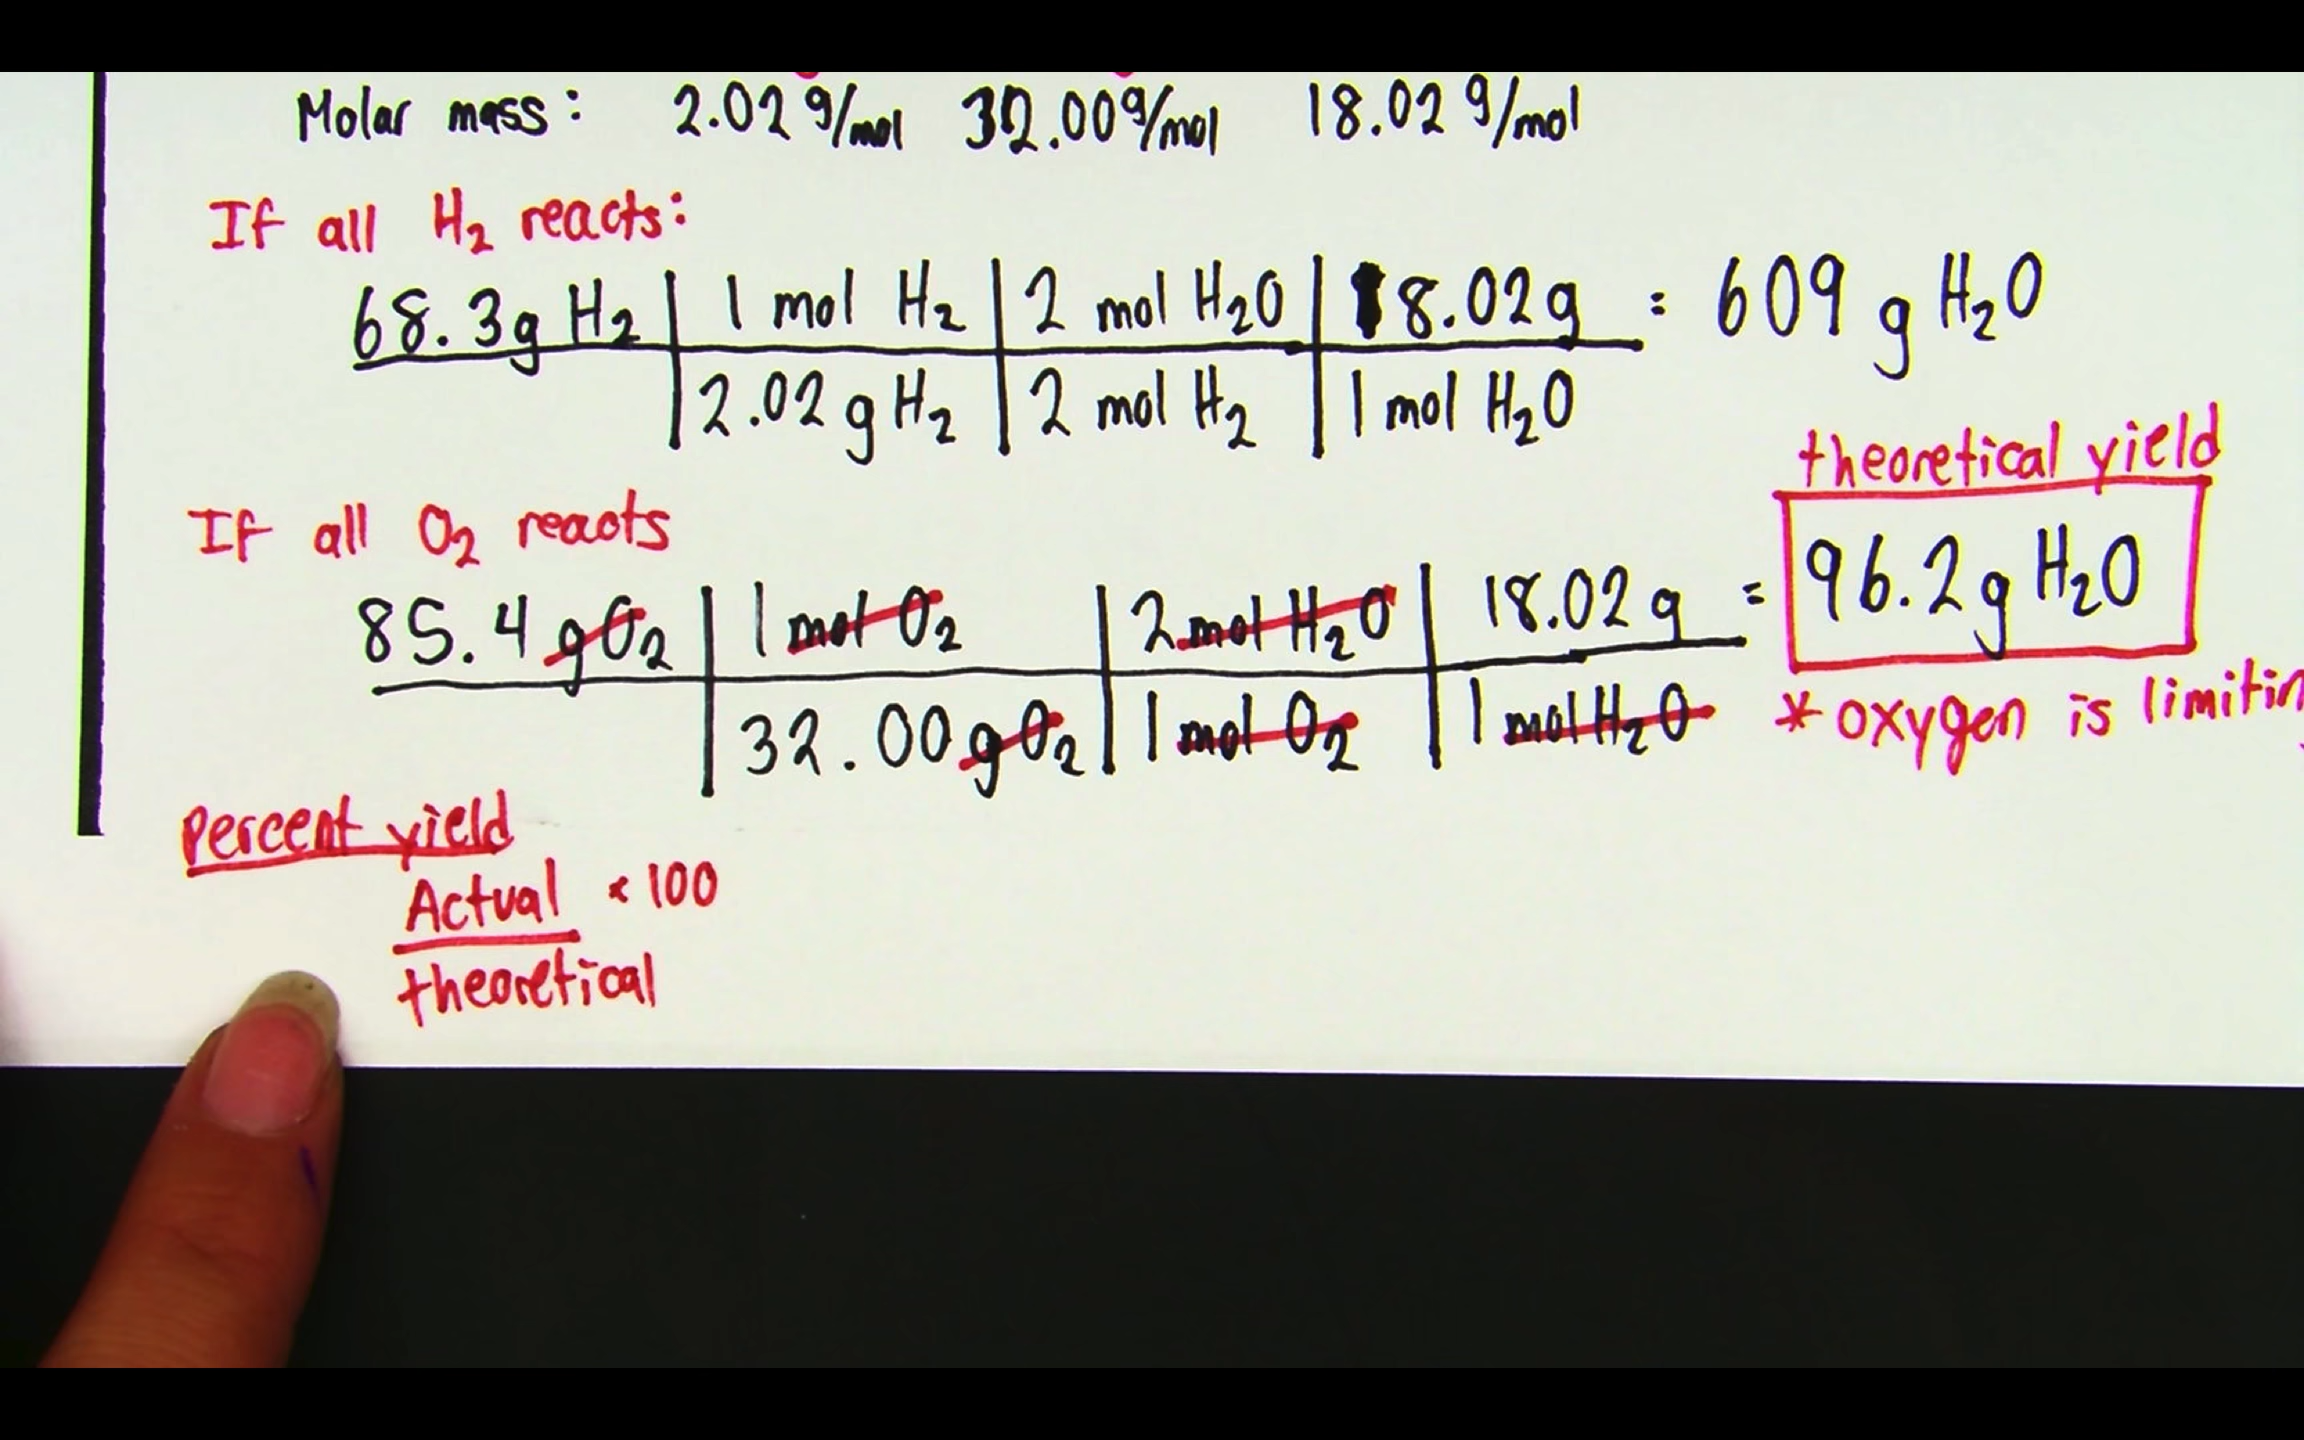 Molar mass: 2.02 g/mol 32.00 g/mol 18.02 g/mol
If all H₂ reacts:
68.3g H₂ | 1 mol H₂ | 2 mol H₂O | 18.02g = 609 g H₂O
2.02 g H₂ | 2 mol H₂ | 1 mol H₂O
theoretical yield
If all O₂ reacts
85.4 g O₂ | 1 mol O₂ | 2 mol H₂O | 18.02 g = 96.2g H₂O
32.00 g O₂ | 1 mol O₂ | 1 mol H₂O
* oxygen is limitin
Percent yield
Actual × 100
theoretical